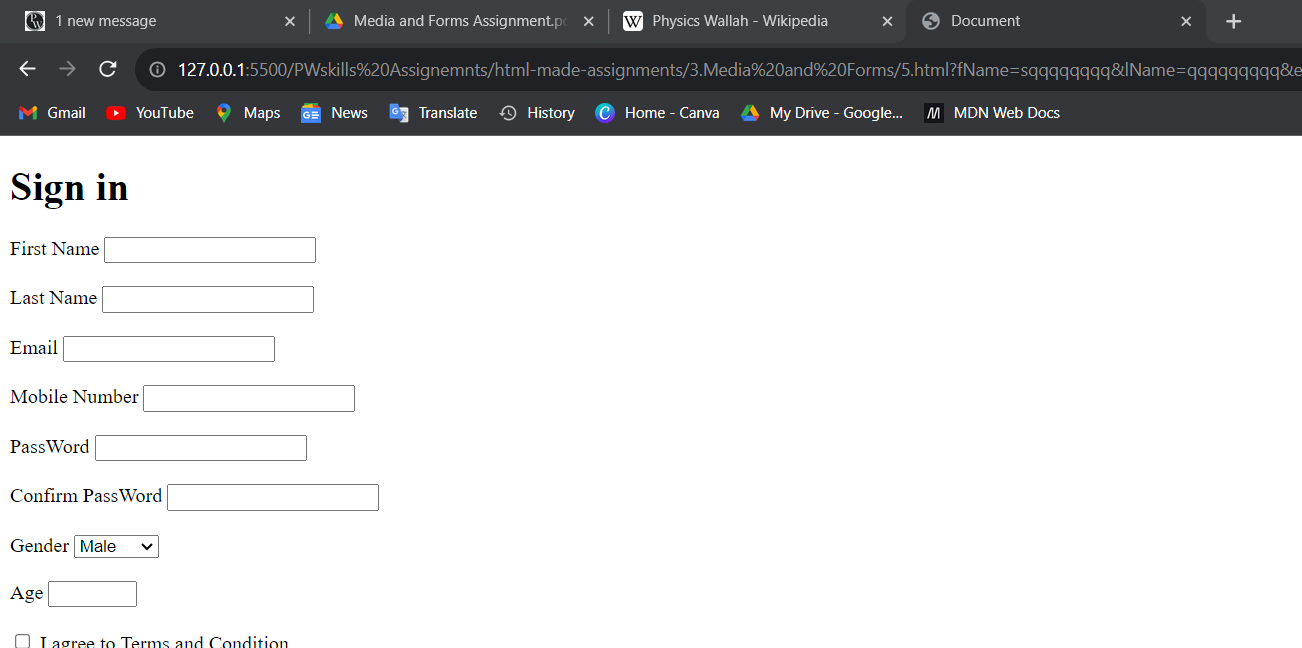 1 new message
Media and Forms Assignment.pd
Physics Wallah - Wikipedia
Document
127.0.0.1:5500/PWskills%20Assignemnts/html-made-assignments/3.Media%20and%20Forms/5.html?fName=sqqqqqqqq&lName=qqqqqqqqq&e
Gmail YouTube Maps News Translate History Home - Canva My Drive - Google... MDN Web Docs
Sign in
First Name
Last Name
Email
Mobile Number
PassWord
Confirm PassWord
Gender Male
Age
I agree to Terms and Condition